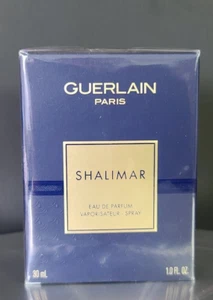 GUERLAIN
PARIS
SHALIMAR
EAU DE PARFUM
VAPORISATEUR - SPRAY
30 mL 1.0 FL. OZ.